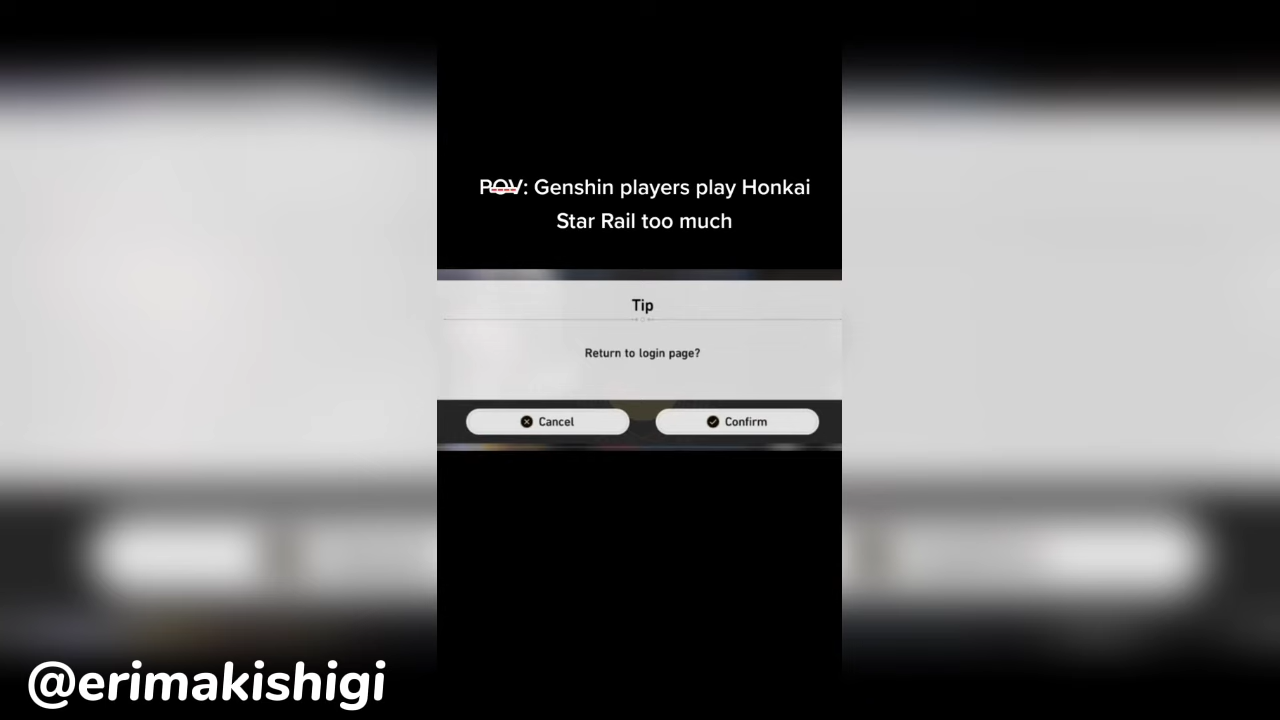 POV: Genshin players play Honkai
Star Rail too much
Tip
Return to login page?
Cancel
Confirm
@erimakishigi